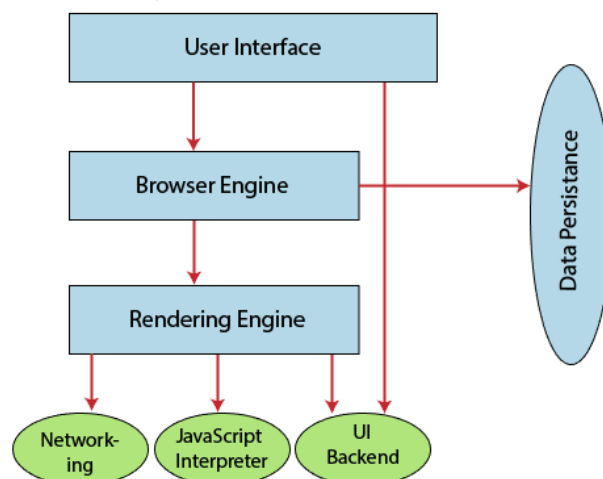 User Interface
Browser Engine
Data Persistance
Rendering Engine
Network-
ing
JavaScript
Interpreter
UI
Backend